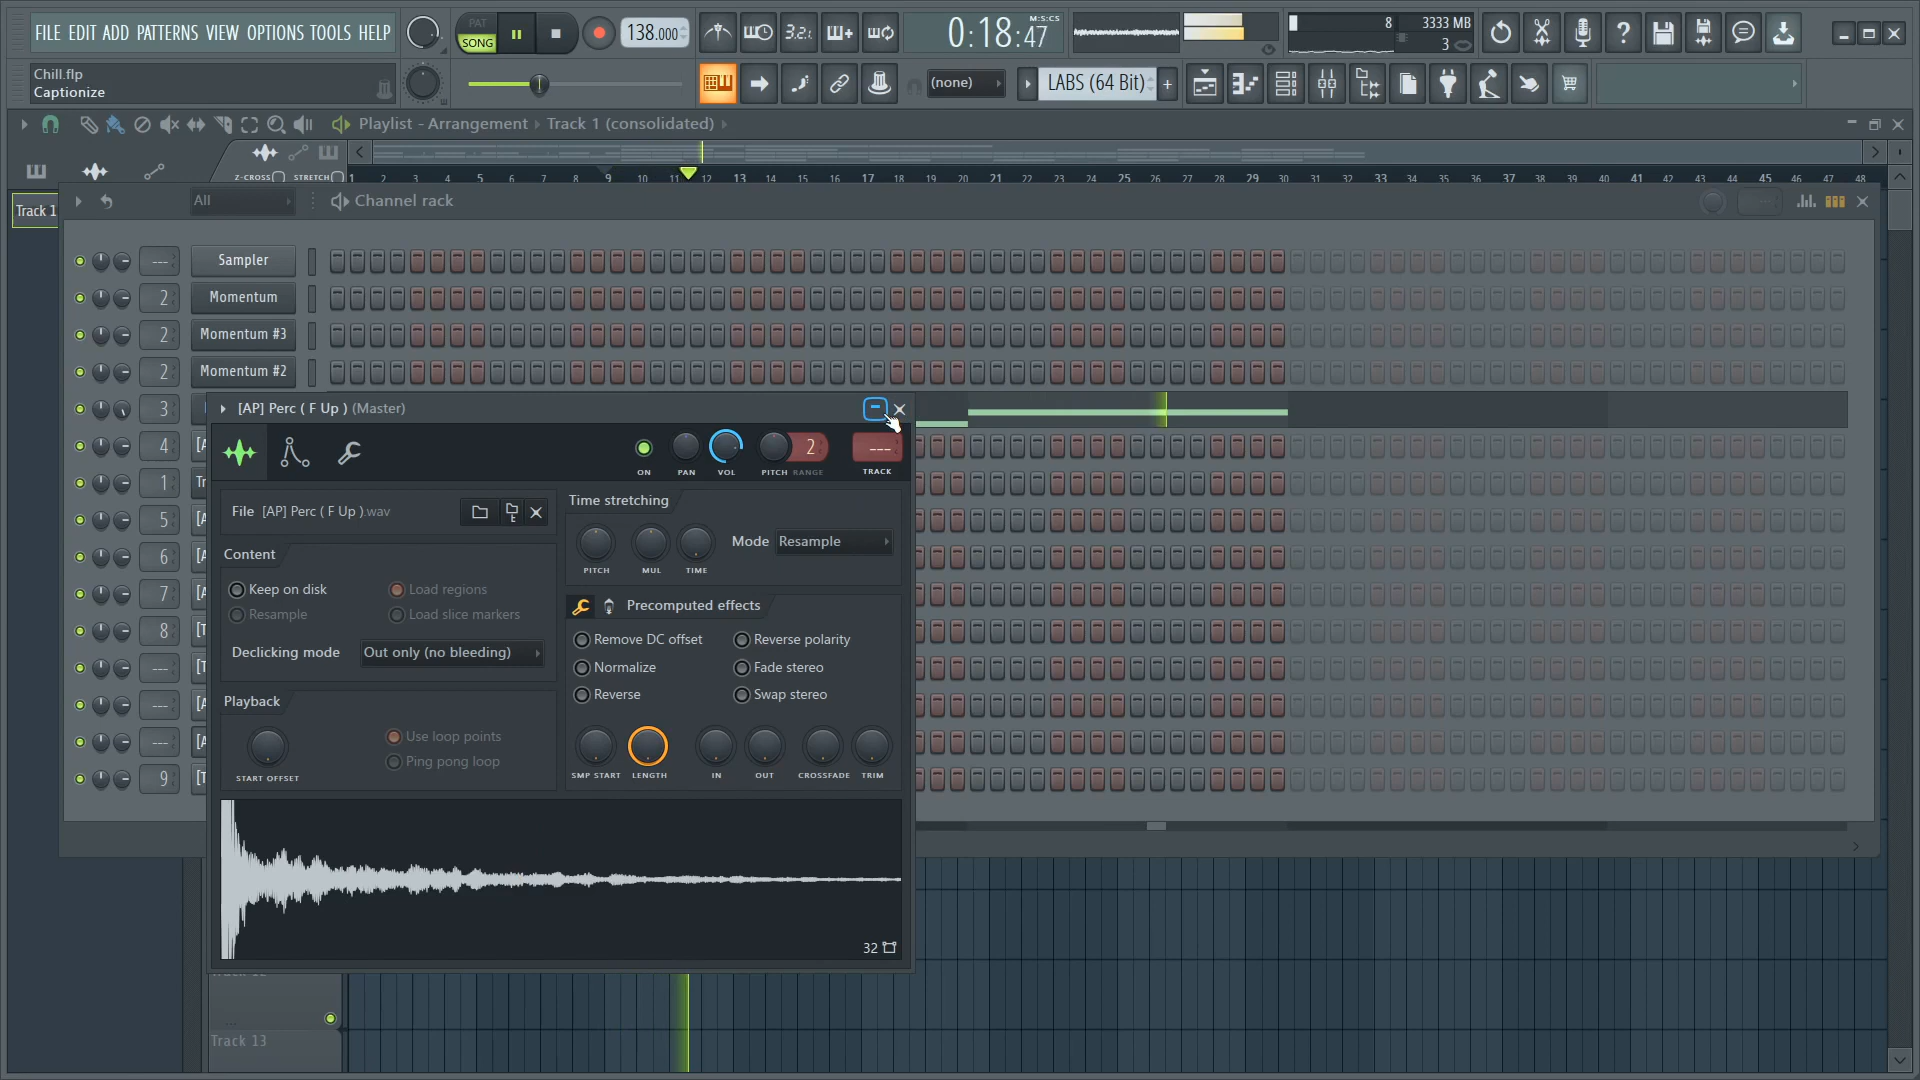 FILE EDIT ADD PATTERNS VIEW OPTIONS TOOLS HELP
PAT
SONG
138.000
3.2.
0:18:47
M:S:CS
8
3333 MB
3
Chill.flp
Captionize
(none)
LABS (64 Bit)
Playlist - Arrangement
Track 1 (consolidated)
Z-CROSS STRETCH
1 2 3 4 5 6 7 8 9 10 11 12 13 14 15 16 17 18 19 20 21 22 23 24 25 26 27 28 29 30 31 32 33 34 35 36 37 38 39 40 41 42 43 44 45 46 47 48
Track 1
All
Channel rack
--- Sampler
2 Momentum
2 Momentum #3
2 Momentum #2
3
4
1
5
6
7
8
---
---
---
9
[AP] Perc ( F Up ) (Master)
2
---
ON PAN VOL PITCH RANGE TRACK
File [AP] Perc ( F Up ).wav
Time stretching
PITCH MUL TIME
Mode Resample
Content
Keep on disk
Load regions
Resample
Load slice markers
Declicking mode Out only (no bleeding)
Precomputed effects
Remove DC offset
Reverse polarity
Normalize
Fade stereo
Reverse
Swap stereo
Playback
START OFFSET
Use loop points
Ping pong loop
SMP START LENGTH IN OUT CROSSFADE TRIM
32
Track 13